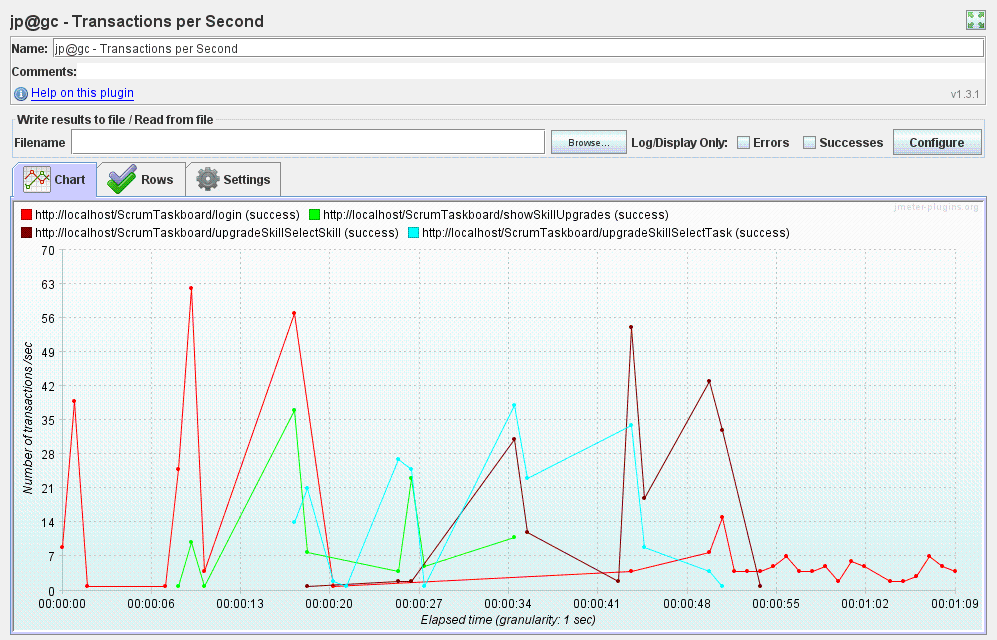 jp@gc - Transactions per Second
Name: jp@gc - Transactions per Second
Comments:
Help on this plugin
v1.3.1
Write results to file / Read from file
Filename Browse... Log/Display Only: Errors Successes Configure
Chart Rows Settings
jmeter-plugins.org
http://localhost/ScrumTaskboard/login (success) http://localhost/ScrumTaskboard/showSkillUpgrades (success)
http://localhost/ScrumTaskboard/upgradeSkillSelectSkill (success) http://localhost/ScrumTaskboard/upgradeSkillSelectTask (success)
70
63
56
49
42
35
28
21
14
7
0
Number of transactions /sec
00:00:00 00:00:06 00:00:13 00:00:20 00:00:27 00:00:34 00:00:41 00:00:48 00:00:55 00:01:02 00:01:09
Elapsed time (granularity: 1 sec)